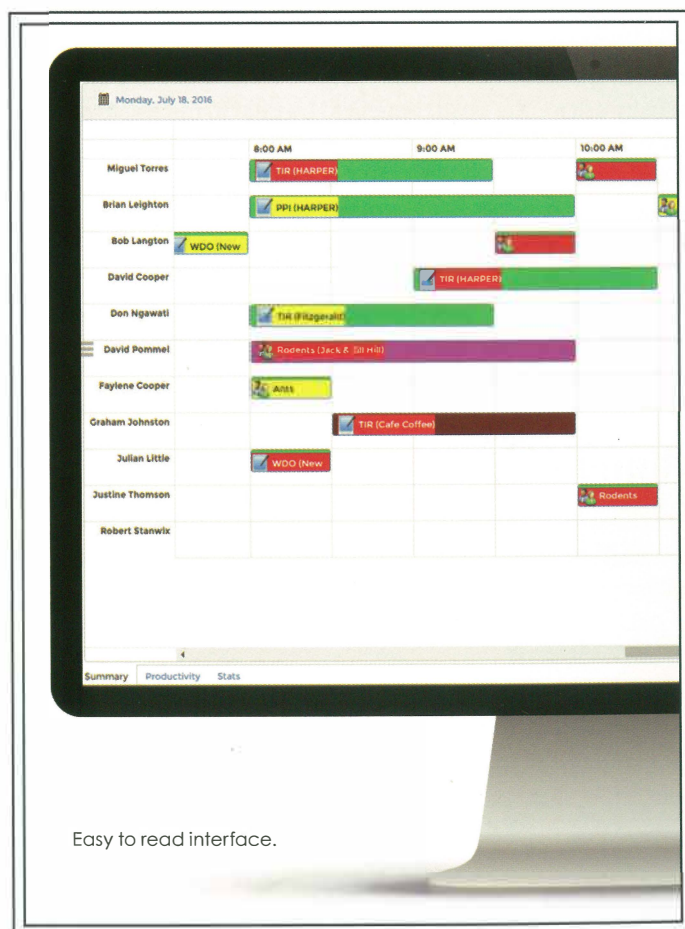 Monday, July 18, 2016
8:00 AM 9:00 AM 10:00 AM
Miguel Torres TIR (HARPER)
Brian Leighton PPI (HARPER)
Bob Langton WDO (New
David Cooper TIR (HARPER)
Don Ngawati TIR (Fitzgerald)
David Pommel Rodents (Jack & Jill Hill)
Faylene Cooper Ants
Graham Johnston TIR (Cafe Coffee)
Julian Little WDO (New
Justine Thomson Rodents
Robert Stanwix
Summary Productivity Stats
Easy to read interface.